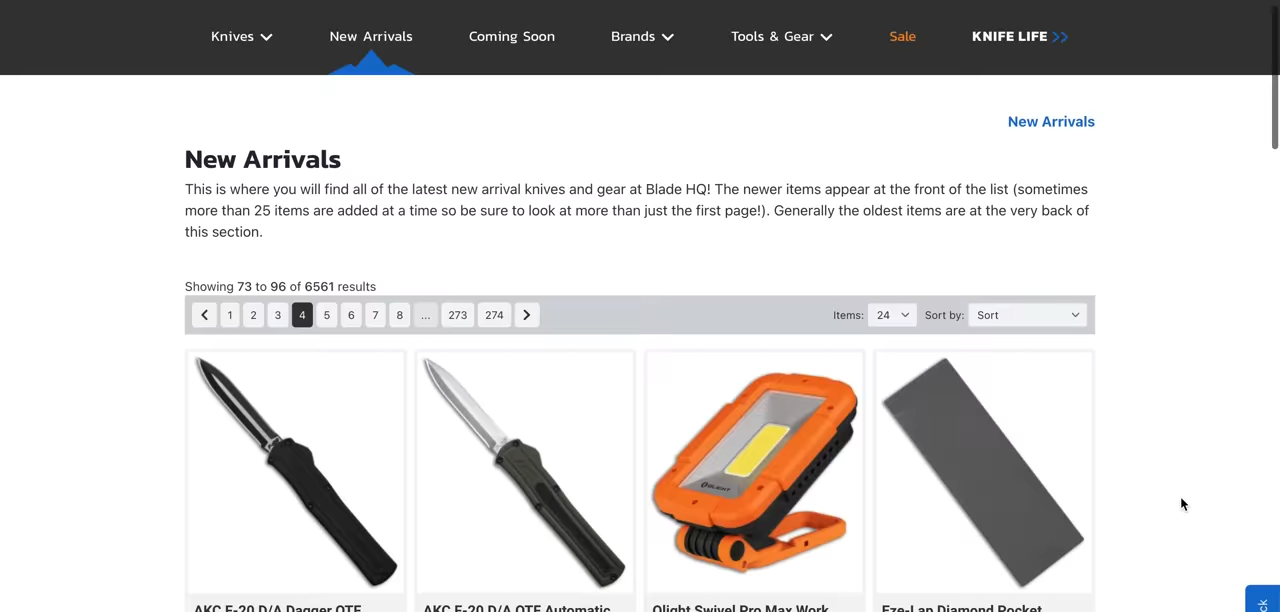 Knives
New Arrivals
Coming Soon
Brands
Tools & Gear
Sale
KNIFE LIFE
New Arrivals
New Arrivals
This is where you will find all of the latest new arrival knives and gear at Blade HQ! The newer items appear at the front of the list (sometimes
more than 25 items are added at a time so be sure to look at more than just the first page!). Generally the oldest items are at the very back of
this section.
Showing 73 to 96 of 6561 results
1 2 3 4 5 6 7 8 ... 273 274
Items: 24 Sort by: Sort
OLIGHT
AKC F-20 D/A Dagger OTF
AKC F-20 D/A OTF Automatic
Olight Swivel Pro Max Work
Eze-Lap Diamond Pocket